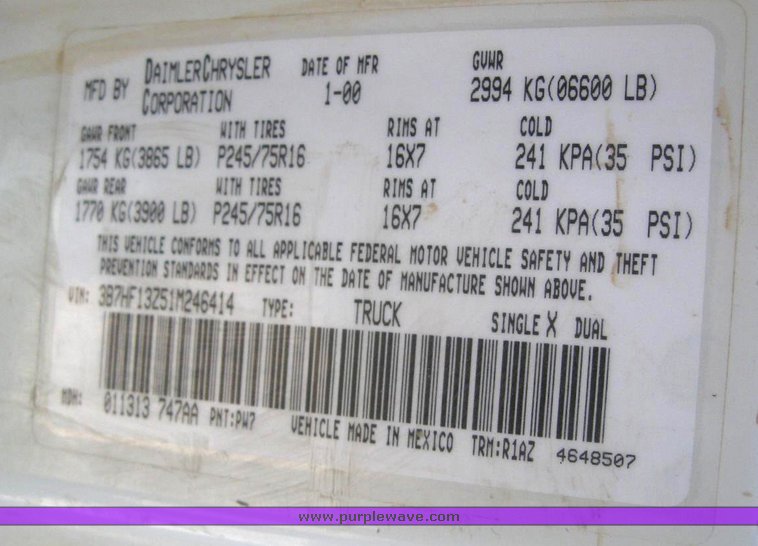 MFD BY DAIMLERCHRYSLER CORPORATION DATE OF MFR 1-00 GVWR 2994 KG(06600 LB)
GAWR FRONT WITH TIRES RIMS AT COLD
1754 KG(3865 LB) P245/75R16 16X7 241 KPA(35 PSI)
GAWR REAR WITH TIRES RIMS AT COLD
1770 KG(3900 LB) P245/75R16 16X7 241 KPA(35 PSI)
THIS VEHICLE CONFORMS TO ALL APPLICABLE FEDERAL MOTOR VEHICLE SAFETY AND THEFT
PREVENTION STANDARDS IN EFFECT ON THE DATE OF MANUFACTURE SHOWN ABOVE.
VIN: 3B7HF13Z51M246414 TYPE: TRUCK SINGLE X DUAL
MDH: 011313 747AA PNT:PW7 VEHICLE MADE IN MEXICO TRM:R1AZ 4648507
www.purplewave.com